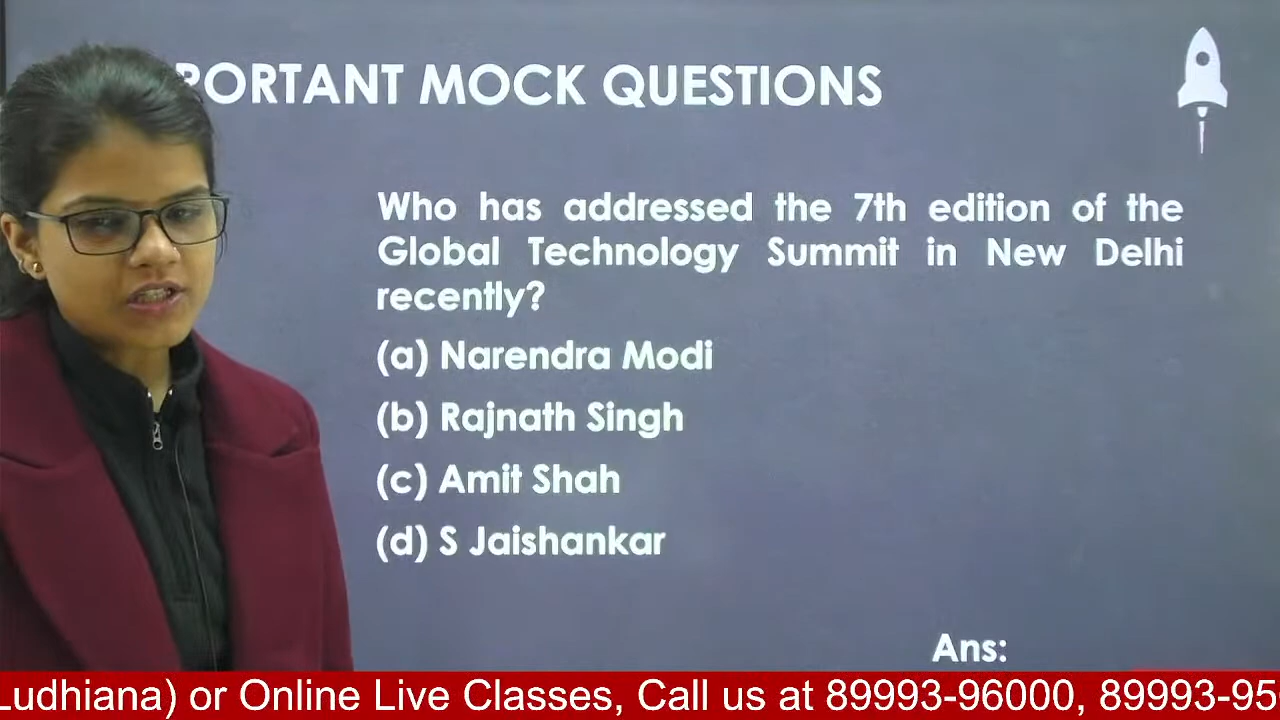 PORTANT MOCK QUESTIONS
Who has addressed the 7th edition of the
Global Technology Summit in New Delhi
recently?
(a) Narendra Modi
(b) Rajnath Singh
(c) Amit Shah
(d) S Jaishankar
Ans:
Ludhiana) or Online Live Classes, Call us at 89993-96000, 89993-95